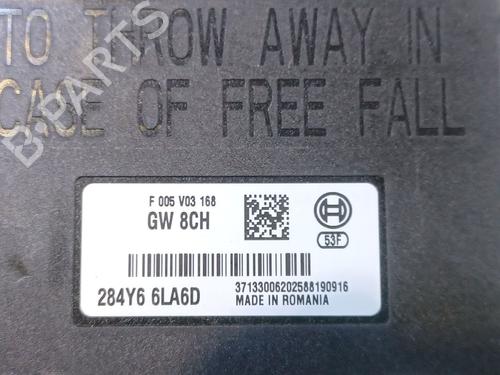 TO THROW AWAY IN
CASE OF FREE FALL
B-PARTS
F 005 V03 168
GW 8CH
53F
284Y6 6LA6D
37133006202588190916
MADE IN ROMANIA